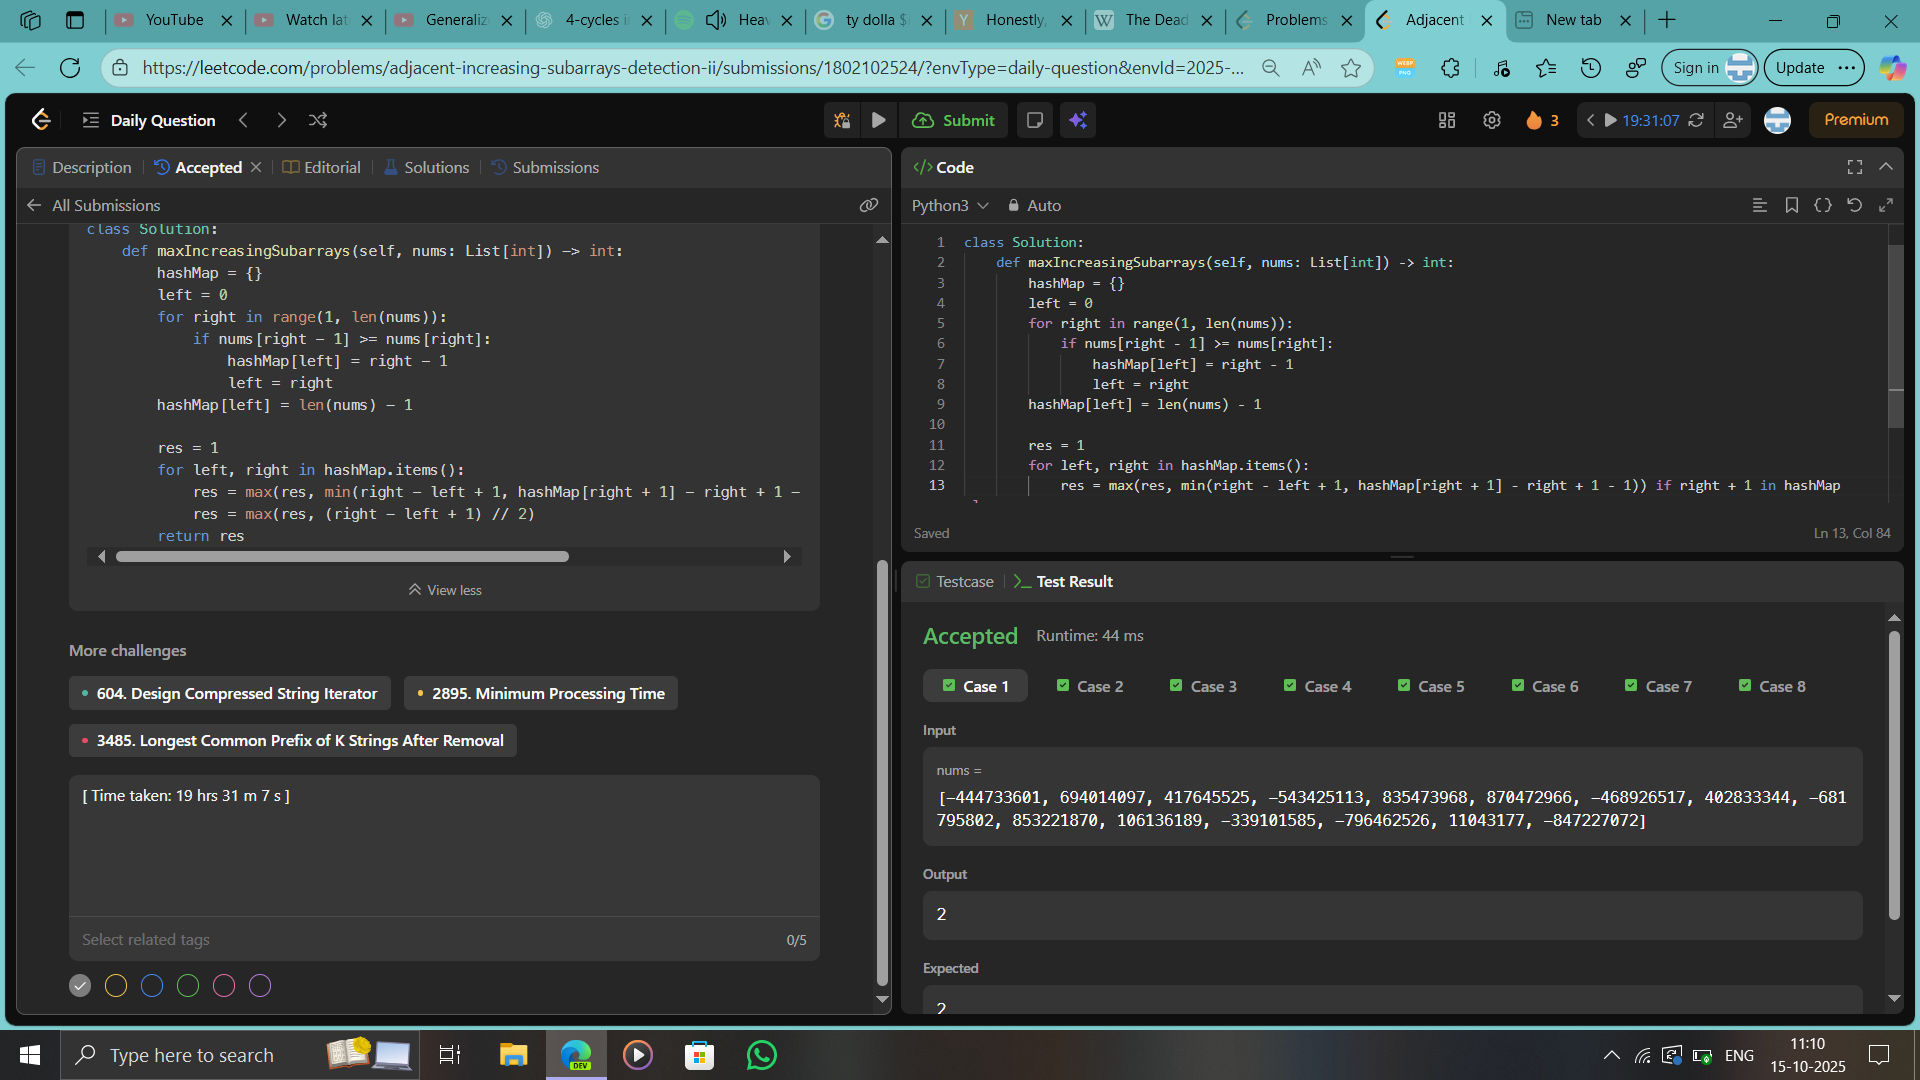 YouTube
Watch lat
Generaliz
4-cycles i
Heav
ty dolla $
Honestly,
The Dead
Problems
Adjacent
New tab
https://leetcode.com/problems/adjacent-increasing-subarrays-detection-ii/submissions/1802102524/?envType=daily-question&envId=2025-...
Sign in
Update
Daily Question
Submit
3
19:31:07
Premium
Description
Accepted
Editorial
Solutions
Submissions
All Submissions
class Solution:
def maxIncreasingSubarrays(self, nums: List[int]) -> int:
hashMap = {}
left = 0
for right in range(1, len(nums)):
if nums[right - 1] >= nums[right]:
hashMap[left] = right - 1
left = right
hashMap[left] = len(nums) - 1
res = 1
for left, right in hashMap.items():
res = max(res, min(right - left + 1, hashMap[right + 1] - right + 1 -
res = max(res, (right - left + 1) // 2)
return res
View less
More challenges
604. Design Compressed String Iterator
2895. Minimum Processing Time
3485. Longest Common Prefix of K Strings After Removal
[ Time taken: 19 hrs 31 m 7 s ]
Select related tags
0/5
</> Code
Python3
Auto
1 class Solution:
2 def maxIncreasingSubarrays(self, nums: List[int]) -> int:
3 hashMap = {}
4 left = 0
5 for right in range(1, len(nums)):
6 if nums[right - 1] >= nums[right]:
7 hashMap[left] = right - 1
8 left = right
9 hashMap[left] = len(nums) - 1
10
11 res = 1
12 for left, right in hashMap.items():
13 res = max(res, min(right - left + 1, hashMap[right + 1] - right + 1 - 1)) if right + 1 in hashMap
Saved
Ln 13, Col 84
Testcase
Test Result
Accepted
Runtime: 44 ms
Case 1
Case 2
Case 3
Case 4
Case 5
Case 6
Case 7
Case 8
Input
nums =
[-444733601, 694014097, 417645525, -543425113, 835473968, 870472966, -468926517, 402833344, -681
795802, 853221870, 106136189, -339101585, -796462526, 11043177, -847227072]
Output
2
Expected
2
Type here to search
DEV
ENG
11:10
15-10-2025